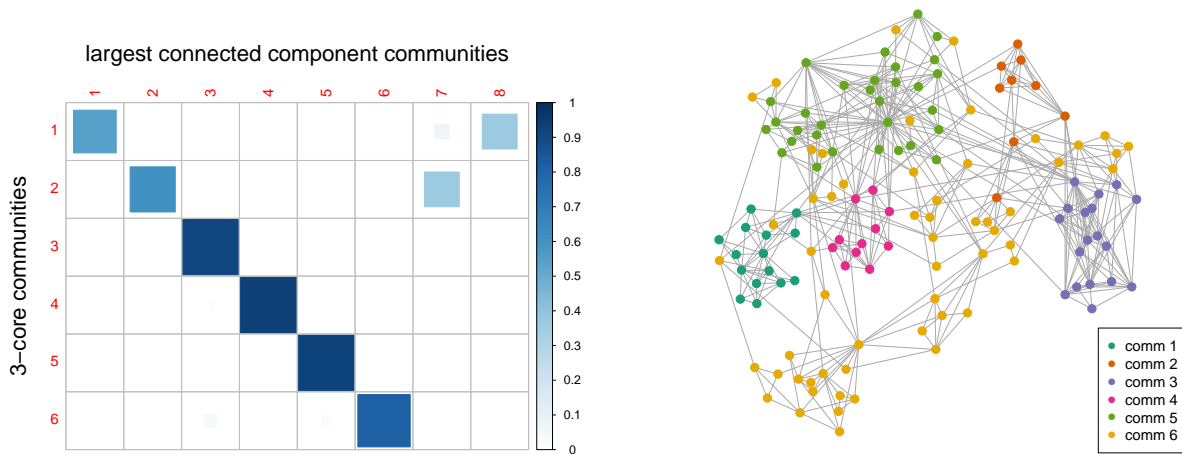 largest connected component communities
1 2 3 4 5 6 7 8
3−core communities
1
2
3
4
5
6
1
0.9
0.8
0.7
0.6
0.5
0.4
0.3
0.2
0.1
0
comm 1
comm 2
comm 3
comm 4
comm 5
comm 6